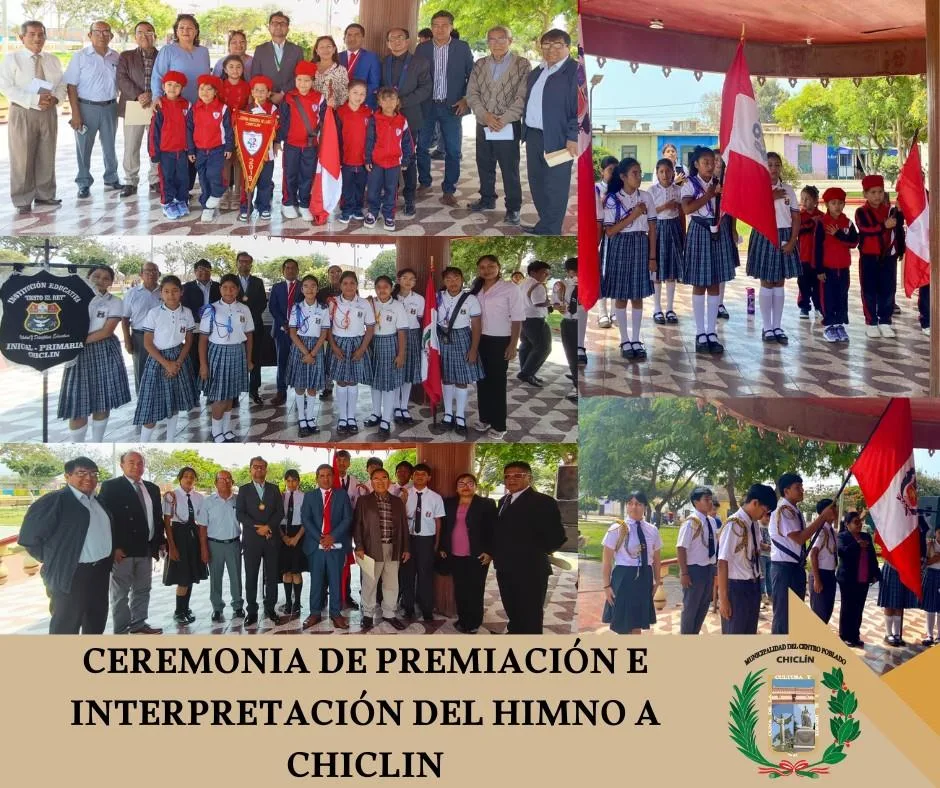 INSTITUCIÓN EDUCATIVA
"CRISTO EL REY"
INICIAL - PRIMARIA
CHICLIN
CEREMONIA DE PREMIACIÓN E
INTERPRETACIÓN DEL HIMNO A
CHICLIN
MUNICIPALIDAD DEL CENTRO POBLADO
CHICLÍN